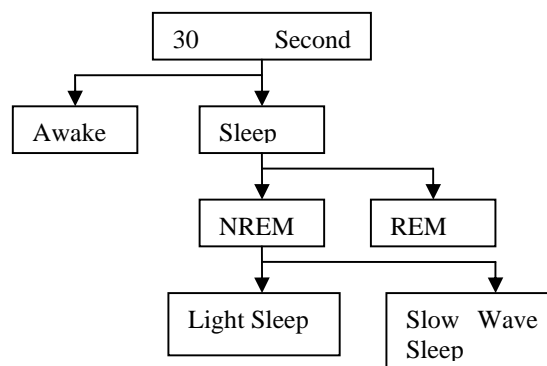 30 Second
Awake
Sleep
NREM
REM
Light Sleep
Slow Wave
Sleep